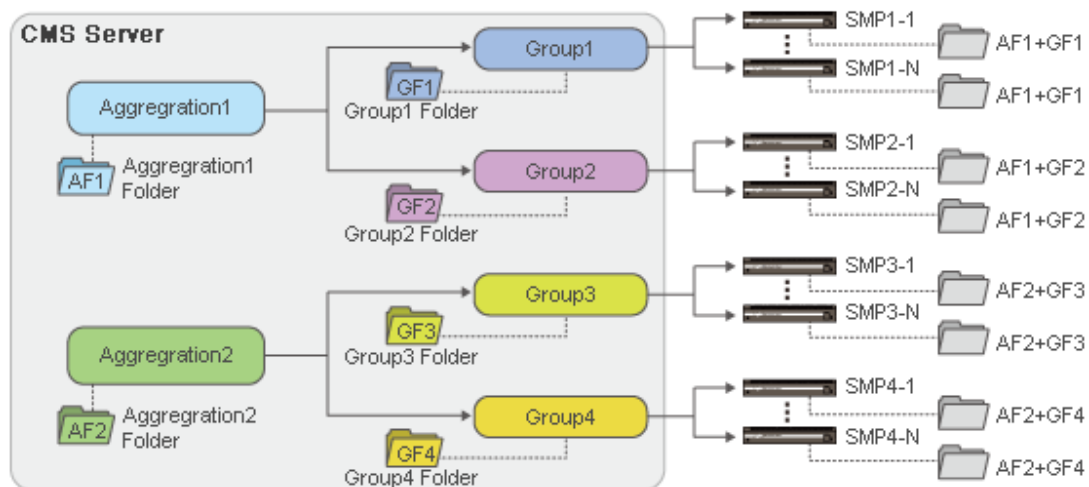 CMS Server
Aggregration1
AF1
Aggregration1
Folder
Group1
GF1
Group1 Folder
Group2
GF2
Group2 Folder
SMP1-1
AF1+GF1
SMP1-N
AF1+GF1
SMP2-1
AF1+GF2
SMP2-N
AF1+GF2
Aggregration2
AF2
Aggregration2
Folder
Group3
GF3
Group3 Folder
Group4
GF4
Group4 Folder
SMP3-1
AF2+GF3
SMP3-N
AF2+GF3
SMP4-1
AF2+GF4
SMP4-N
AF2+GF4